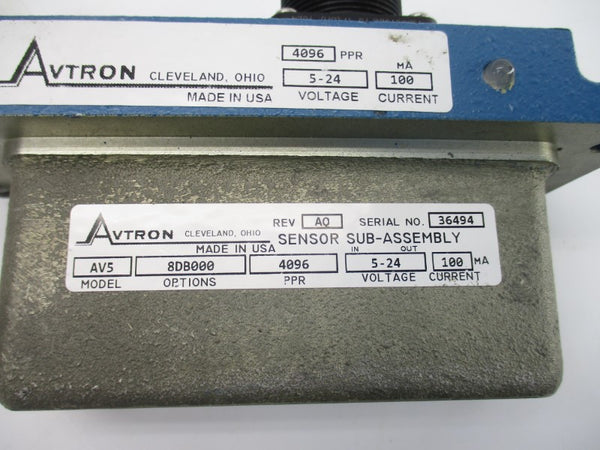 AVTRON CLEVELAND, OHIO
MADE IN USA
4096 PPR
MA
5-24 100
VOLTAGE CURRENT
AVTRON CLEVELAND, OHIO
MADE IN USA
REV AQ SERIAL NO. 36494
SENSOR SUB-ASSEMBLY
IN OUT
AV5 8DB000 4096 5-24 100 MA
MODEL OPTIONS PPR VOLTAGE CURRENT